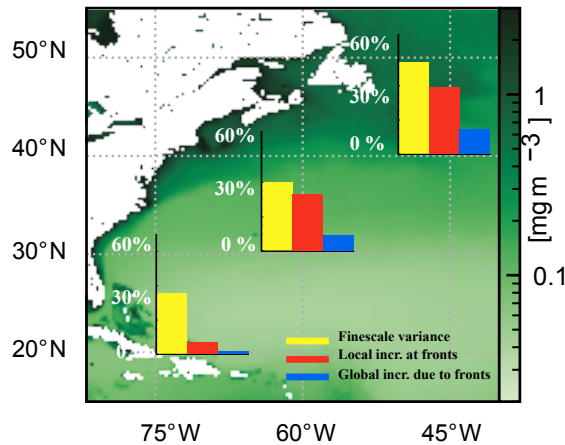 50°N
40°N
30°N
20°N
75°W
60°W
45°W
60%
30%
0 %
60%
30%
0 %
60%
30%
0
Finescale variance
Local incr. at fronts
Global incr. due to fronts
1
0.1
[mg m −3]